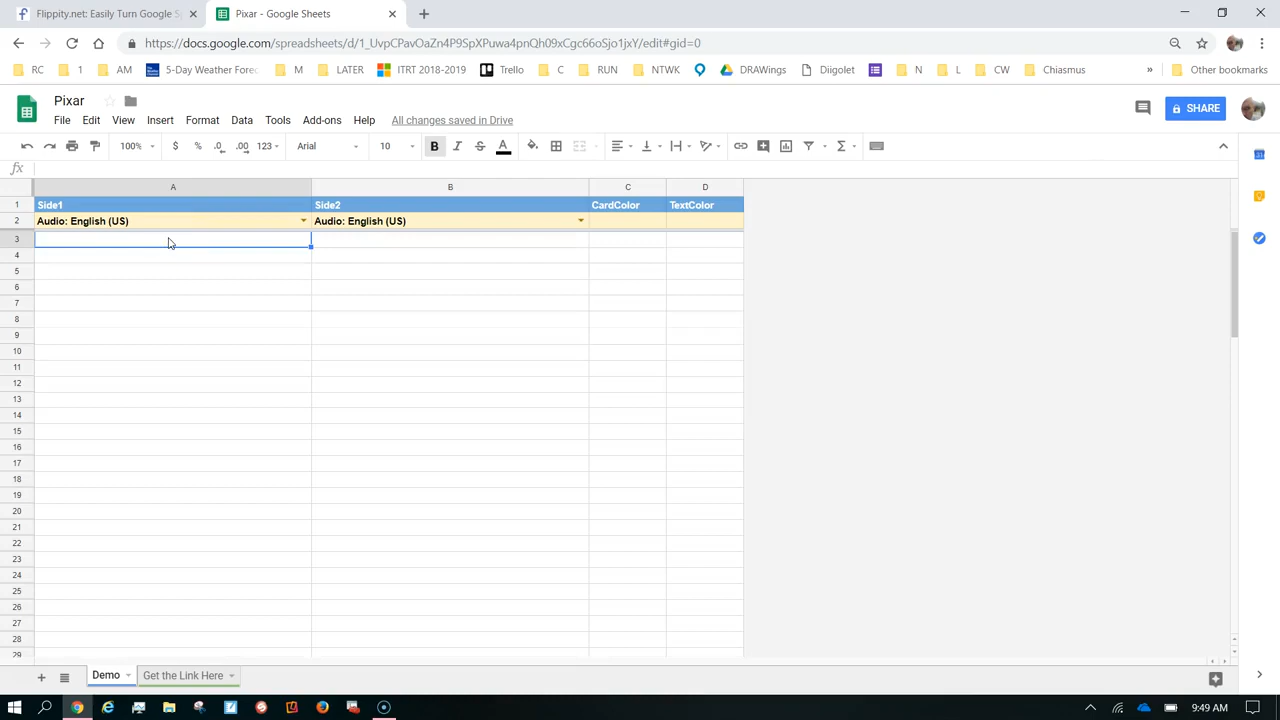 Flippity.net: Easily Turn Google S
Pixar - Google Sheets
https://docs.google.com/spreadsheets/d/1_UvpCPavOaZn4P9SpXPuwa4pnQh09xCgc66oSjo1jxY/edit#gid=0
RC 1 AM 5-Day Weather Forec M LATER ITRT 2018-2019 Trello C RUN NTWK DRAWings Diigolet N L CW Chiasmus » Other bookmarks
Pixar
SHARE
File Edit View Insert Format Data Tools Add-ons Help All changes saved in Drive
100% $ % .0 .00 123 Arial 10 B I S A
fx
A B C D
1 Side1 Side2 CardColor TextColor
2 Audio: English (US) Audio: English (US)
3
4
5
6
7
8
9
10
11
12
13
14
15
16
17
18
19
20
21
22
23
24
25
26
27
28
29
Demo Get the Link Here
9:49 AM